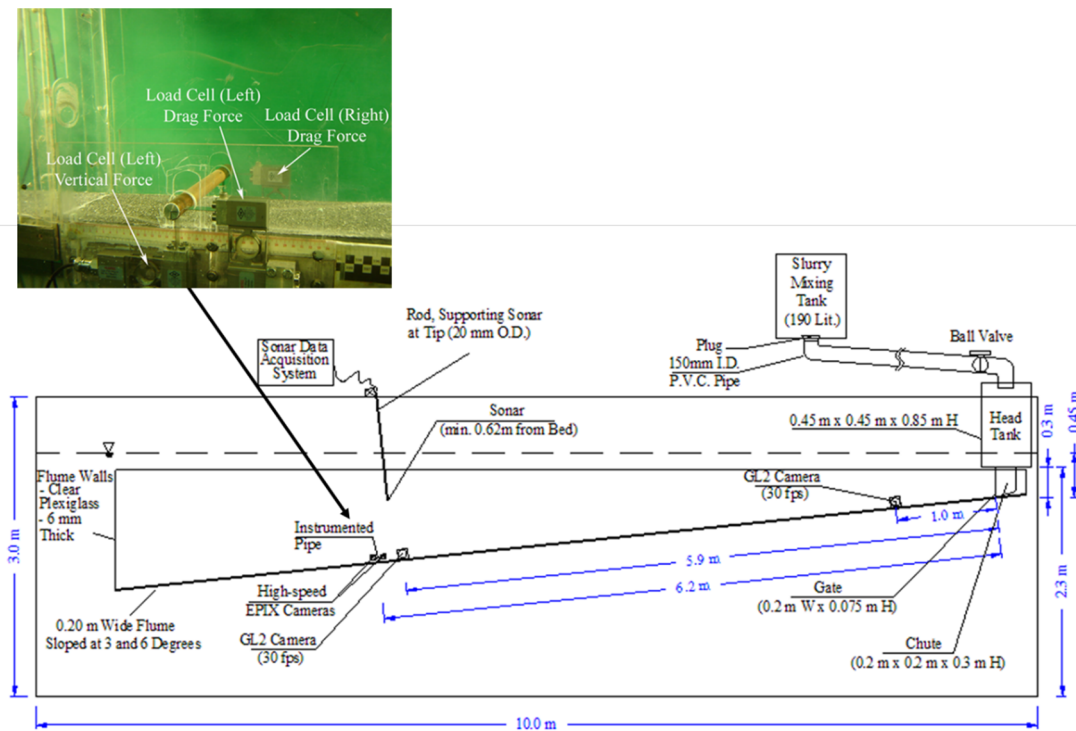 Load Cell (Left)
Drag Force
Load Cell (Right)
Drag Force
Load Cell (Left)
Vertical Force
Slurry
Mixing
Tank
(190 Lit.)
Rod, Supporting Sonar
at Tip (20 mm O.D.)
Plug
150mm I.D.
P.V.C. Pipe
Ball Valve
Sonar Data
Acquisition
System
Sonar
(min. 0.62m from Bed)
0.45 m x 0.45 m x 0.85 m H
Head
Tank
0.3 m
0.45 m
Flume Walls
- Clear
Plexiglass
- 6 mm
Thick
GL2 Camera
(30 fps)
1.0 m
3.0 m
Instrumented
Pipe
5.9 m
6.2 m
High-speed
EPIX Cameras
Gate
(0.2 m W x 0.075 m H)
2.3 m
0.20 m Wide Flume
Sloped at 3 and 6 Degrees
GL2 Camera
(30 fps)
Chute
(0.2 m x 0.2 m x 0.3 m H)
10.0 m